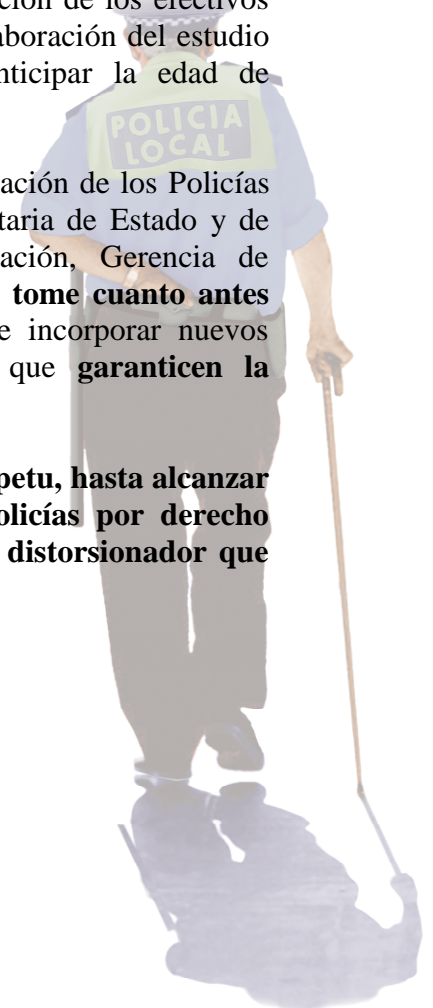 ción de los efectivos
aboración del estudio
nticipar la edad de
POLICIA
LOCAL
ación de los Policías
taria de Estado y de
ación, Gerencia de
tome cuanto antes
e incorporar nuevos
que garanticen la
petu, hasta alcanzar
olicías por derecho
distorsionador que